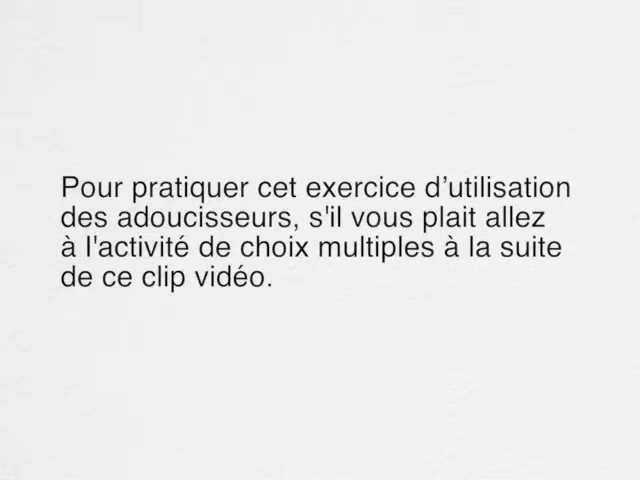 Pour pratiquer cet exercice d’utilisation
des adoucisseurs, s'il vous plait allez
à l'activité de choix multiples à la suite
de ce clip vidéo.